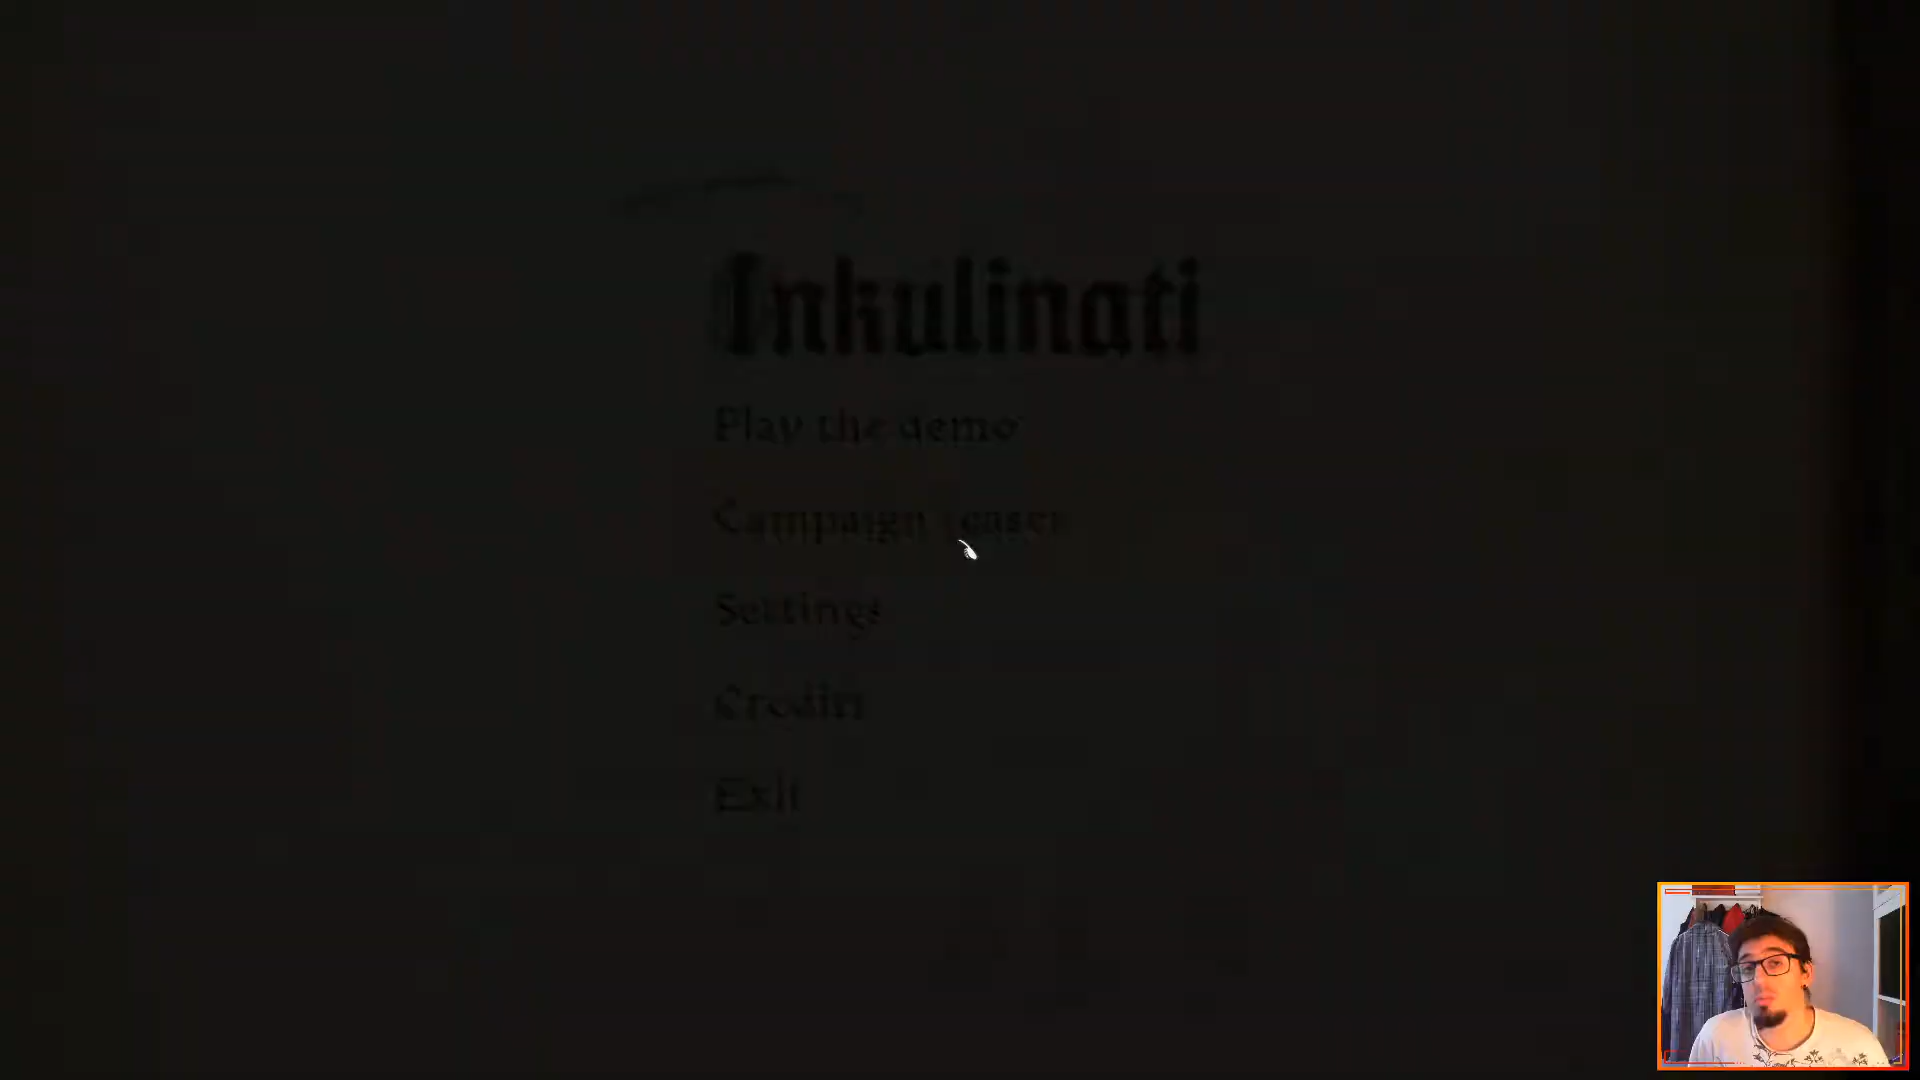 Inkulinati
Play the demo
Campaign teaser
Settings
Credits
Exit